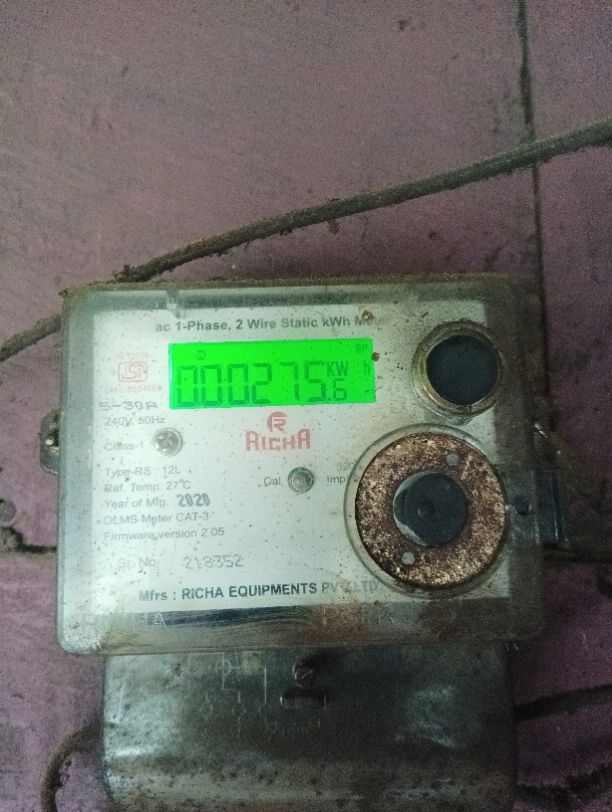 ac 1-Phase, 2 Wire Static kWh
000275.6 KW h
5-30A
240V, 50Hz
RICHA
Class-1
Type-RS : 12L
Cal
Ref. Temp. 27°C
Year of Mfg. 2020
DLMS Meter CAT-3
Firmware version 2.05
Sr. No. 218352
Mfrs : RICHA EQUIPMENTS PVT. LTD.